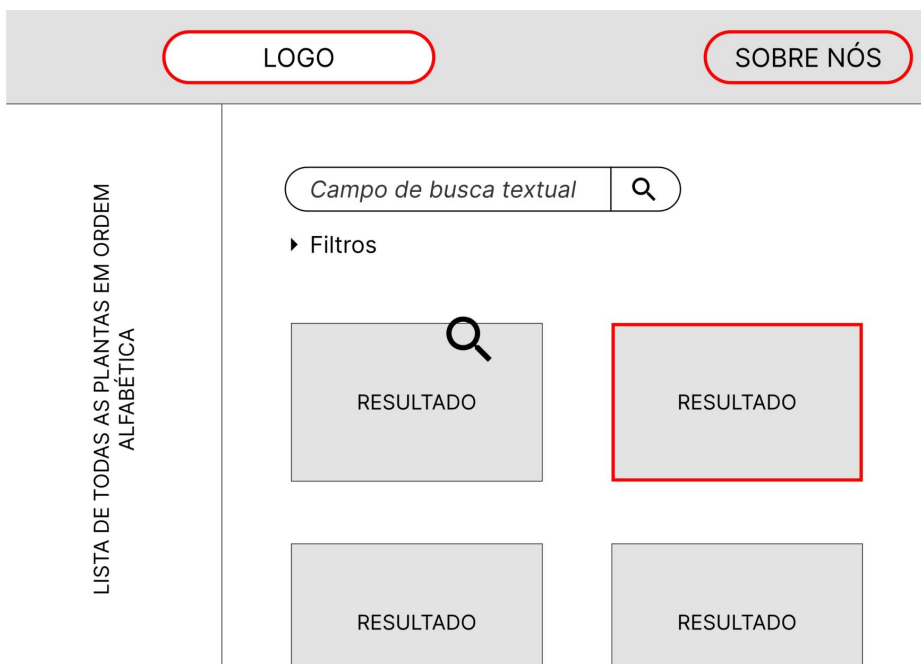 LOGO
SOBRE NÓS
LISTA DE TODAS AS PLANTAS EM ORDEM
ALFABÉTICA
Campo de busca textual
Filtros
RESULTADO
RESULTADO
RESULTADO
RESULTADO